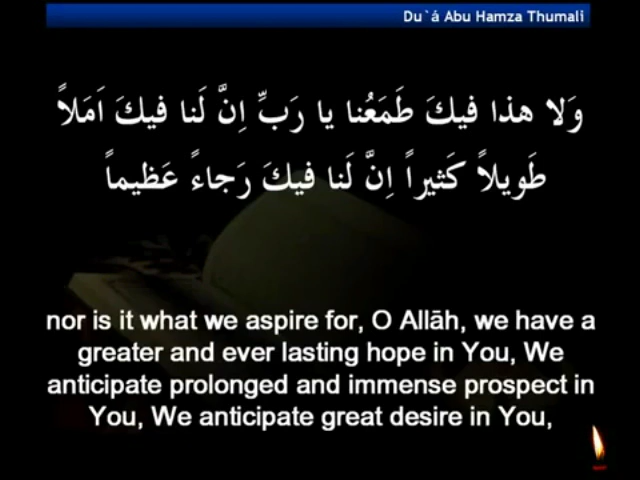 Du`á Abu Hamza Thumali
وَلا هذا فيكَ طَمَعُنا يا رَبِّ اِنَّ لَنا فيكَ اَمَلاً
طَويلاً كَثيراً اِنَّ لَنا فيكَ رَجاءً عَظيماً
nor is it what we aspire for, O Allāh, we have a
greater and ever lasting hope in You, We
anticipate prolonged and immense prospect in
You, We anticipate great desire in You,